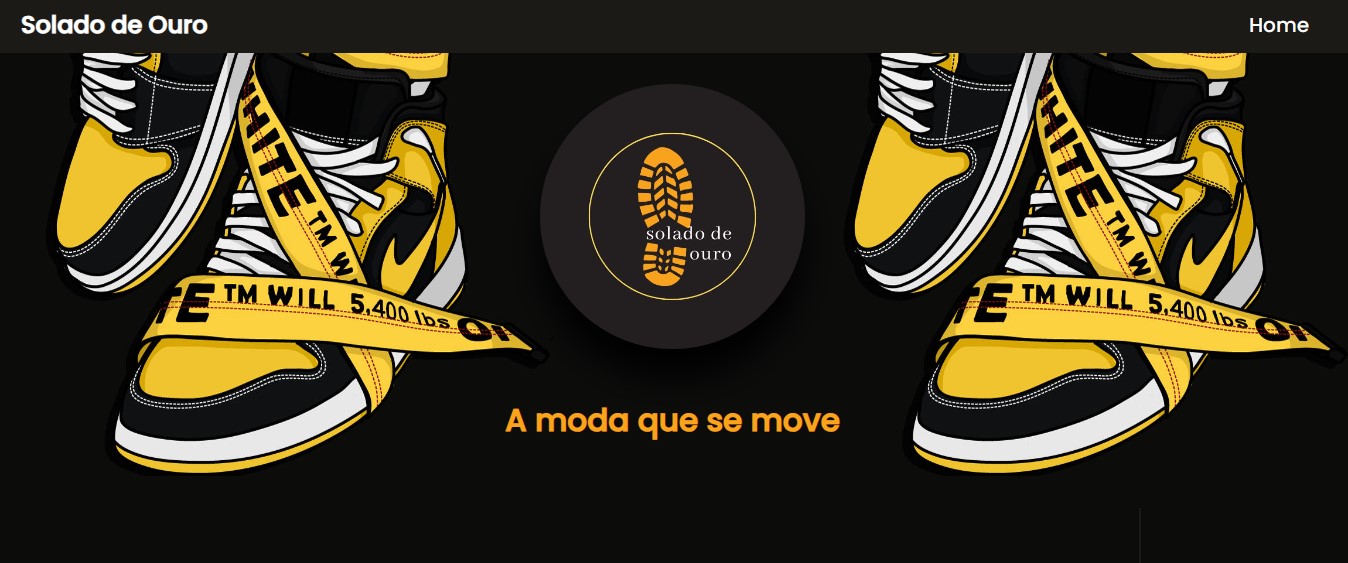 Solado de Ouro
Home
WHITE
TM W
TE TM WILL 5,400 lbs OF
solado de
ouro
HITE
TM W
TE TM WILL 5,400 lbs OF
A moda que se move